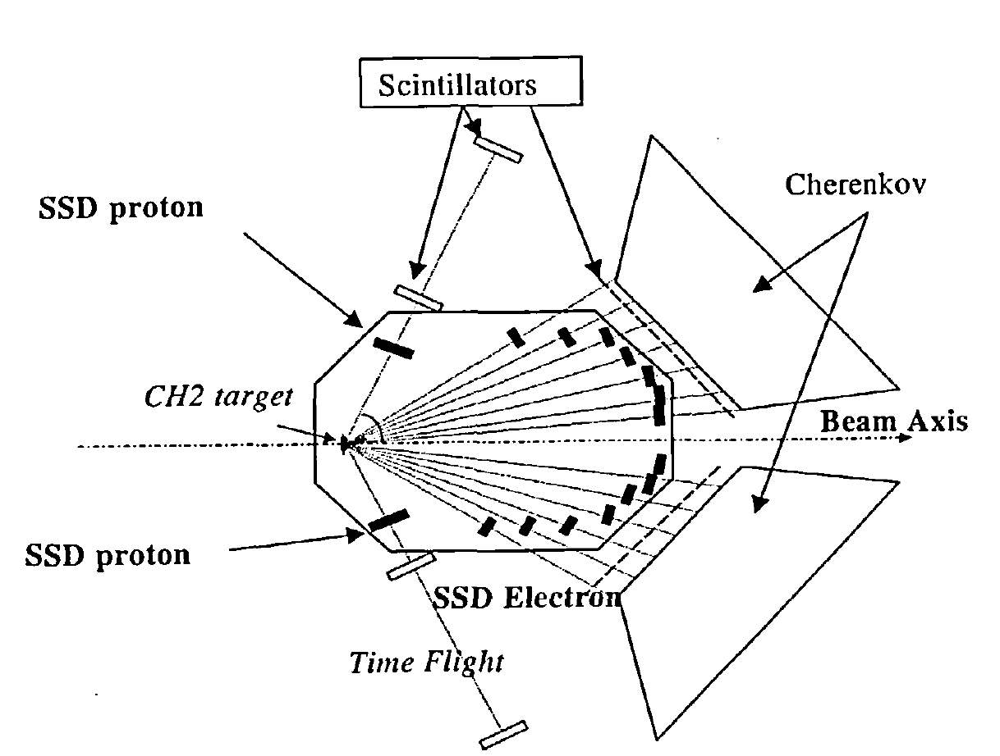 Scintillators
Cherenkov
SSD proton
CH2 target
Beam Axis
SSD proton
SSD Electron
Time Flight